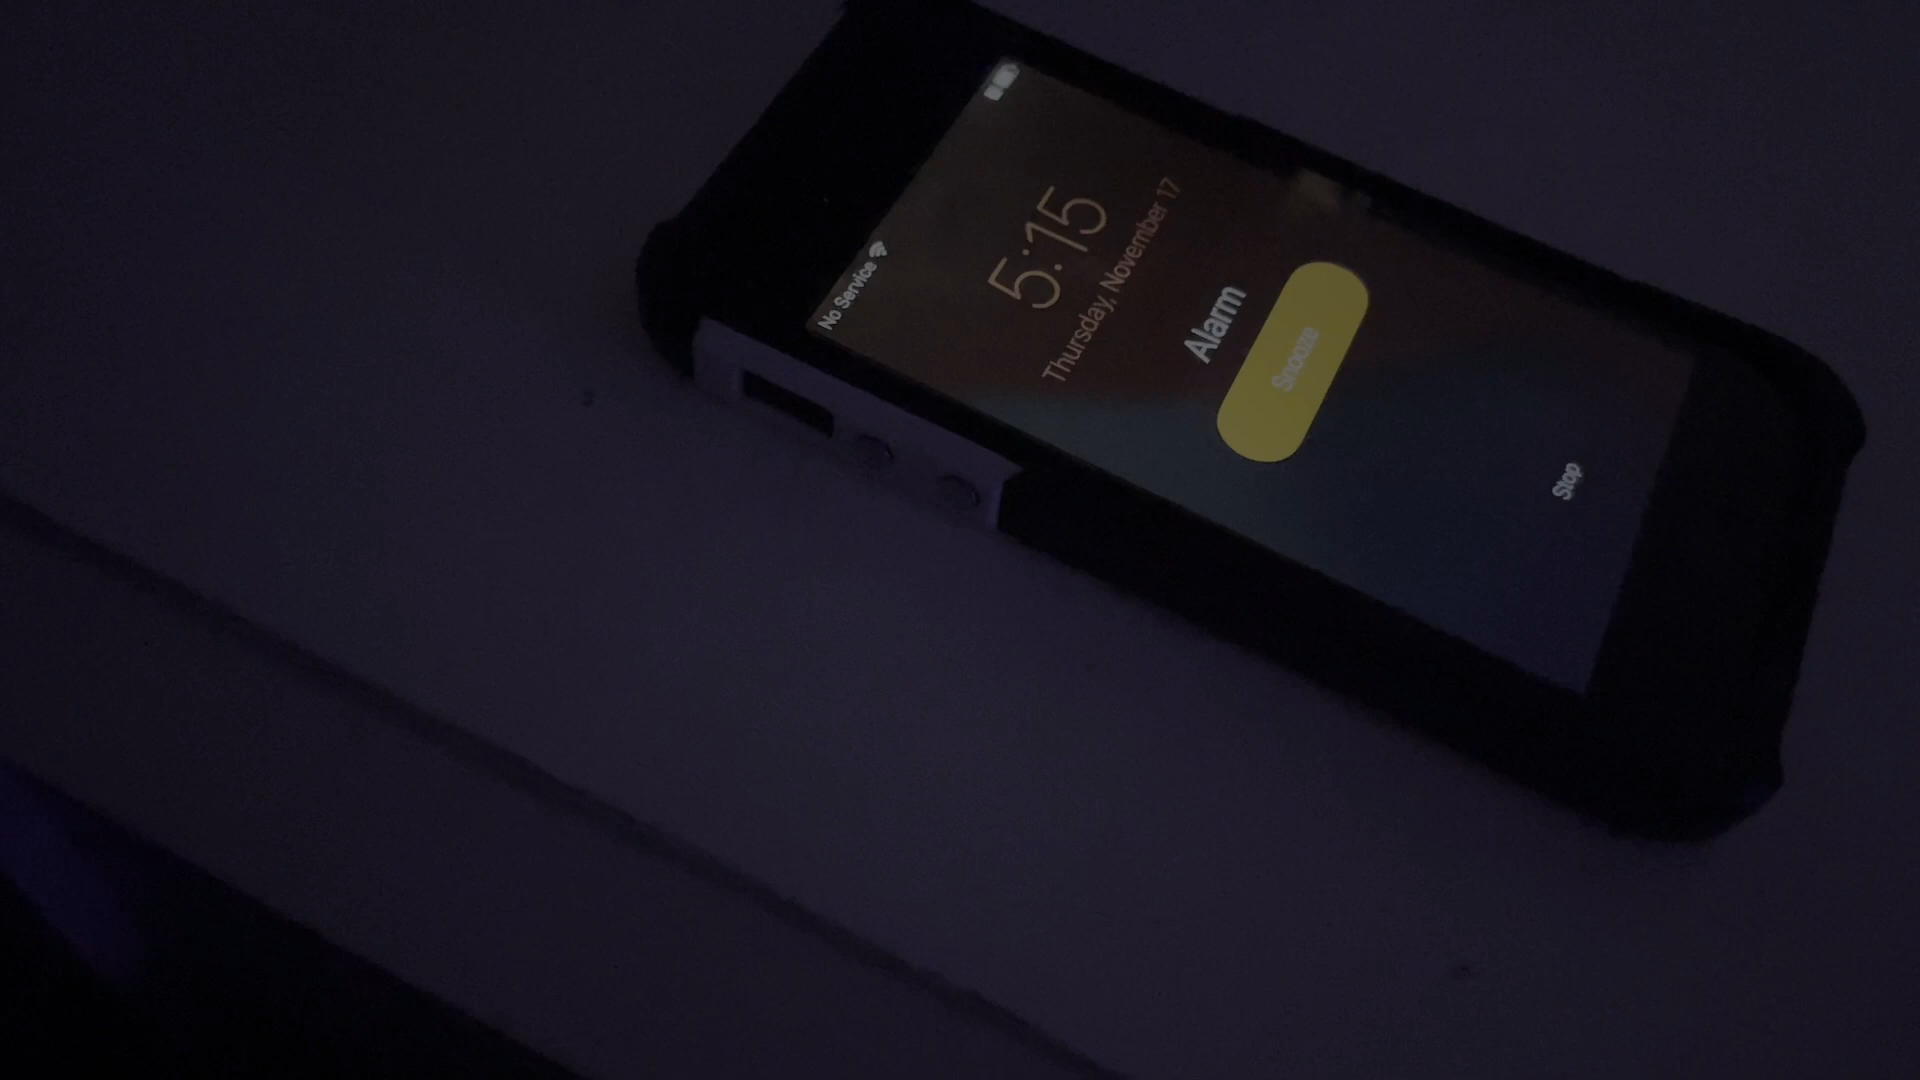 No Service
5:15
Thursday, November 17
Alarm
Snooze
Stop